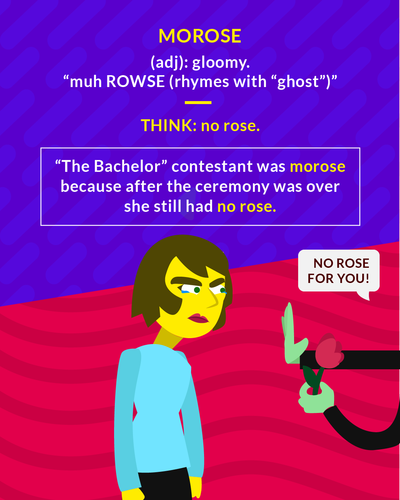 MOROSE
(adj): gloomy.
“muh ROWSE (rhymes with “ghost”)”
THINK: no rose.
“The Bachelor” contestant was morose
because after the ceremony was over
she still had no rose.
NO ROSE
FOR YOU!